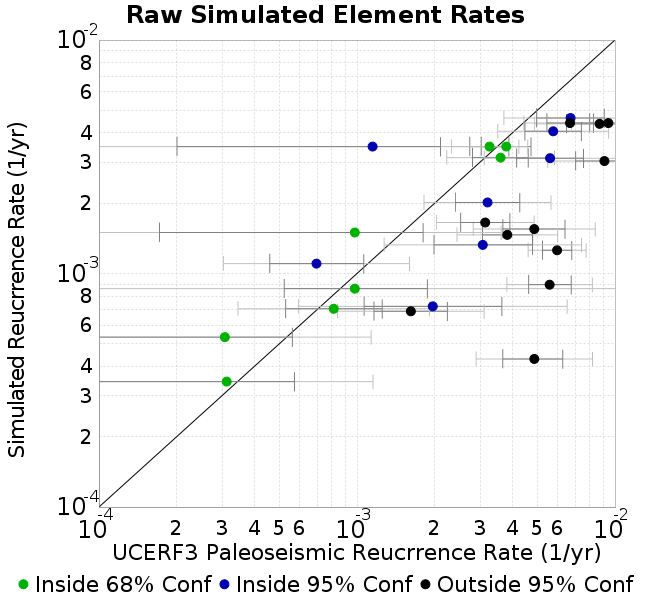 Raw Simulated Element Rates
Simulated Reucrrence Rate (1/yr)
10-2
8
6
4
3
2
10-3
8
6
4
3
2
10-4
10-4 2 3 4 5 6 10-3 2 3 4 5 6 10-2
UCERF3 Paleoseismic Reucrrence Rate (1/yr)
Inside 68% Conf Inside 95% Conf Outside 95% Conf